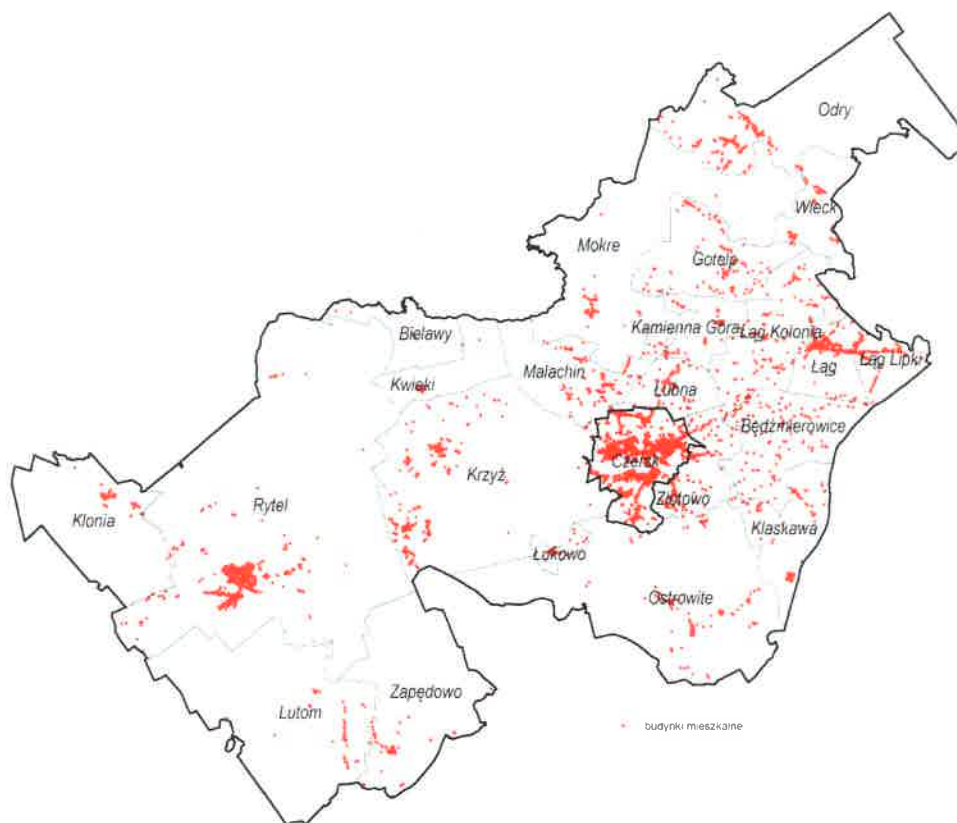 Odry
Wieck
Mokre
Gotelp
Bielawy
Kamienna Góra
Łąg Kolonia
Malachin
Łąg
Łąg Lipki
Kwieki
Łubna
Będźmierowice
Czersk
Krzyż
Rytel
Złotowo
Klonia
Klaskawa
Łukowo
Ostrowite
Zapędowo
Lutom
budynki mieszkalne